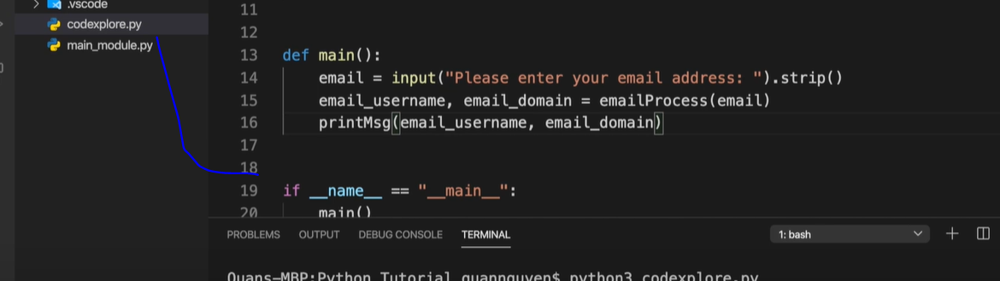 .vscode
codexplore.py
main_module.py
11
12
13 def main():
14 email = input("Please enter your email address: ").strip()
15 email_username, email_domain = emailProcess(email)
16 printMsg(email_username, email_domain)
17
18
19 if __name__ == "__main__":
20 main()
PROBLEMS OUTPUT DEBUG CONSOLE TERMINAL 1: bash
Quans-MBP:Python Tutorial quannguyen$ python3 codexplore.py